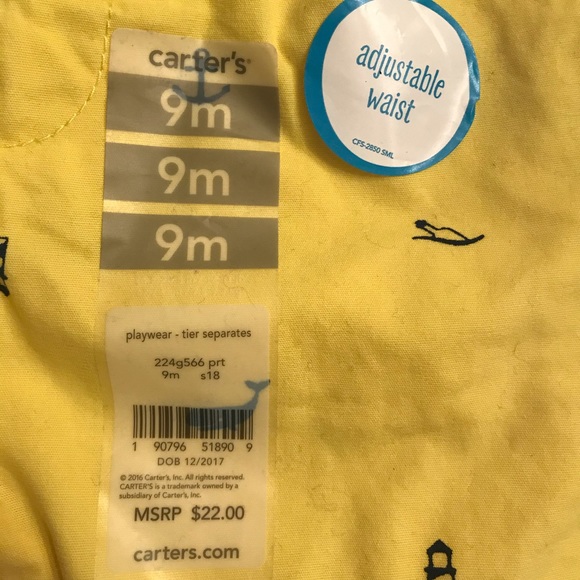 carter's®
9m
9m
9m
adjustable
waist
CFS-2850 SML
playwear - tier separates
224g566 prt
9m s18
1 90796 51890 9
DOB 12/2017
© 2016 Carter's, Inc. All rights reserved.
CARTER'S is a trademark owned by a
subsidiary of Carter's, Inc.
MSRP $22.00
carters.com